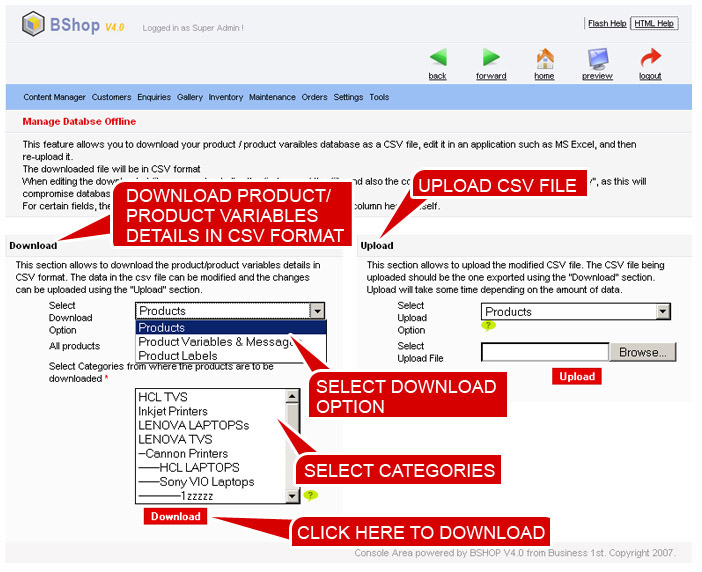 BShop V4.0
Logged in as Super Admin !
Flash Help
HTML Help
back
forward
home
preview
logout
Content Manager Customers Enquiries Gallery Inventory Maintenance Orders Settings Tools
Manage Databse Offline
This feature allows you to download your product / product varaibles database as a CSV file, edit it in an application such as MS Excel, and then
re-upload it.
The downloaded file will be in CSV format
When editing the and also the , as this will
compromise
For certain fields, the column
DOWNLOAD PRODUCT/
PRODUCT VARIABLES
DETAILS IN CSV FORMAT
UPLOAD CSV FILE
Download
This section allows to download the product/product variables details in
CSV format. The data in the csv file can be modified and the changes
can be uploaded using the "Upload" section.
Select
Download
Option
Products
Products
Product Variables & Messages
Product Labels
All products
Select Categories from where the products are to be
downloaded *
HCL TVS
Inkjet Printers
LENOVA LAPTOPSs
LENOVA TVS
–Cannon Printers
——HCL LAPTOPS
——Sony VIO Laptops
————1zzzzz
?
Download
SELECT DOWNLOAD
OPTION
SELECT CATEGORIES
CLICK HERE TO DOWNLOAD
Upload
This section allows to upload the modified CSV file. The CSV file being
uploaded should be the one exported using the "Download" section.
Upload will take some time depending on the amount of data.
Select
Upload
Option
Products
?
Select
Upload File
Browse...
Upload
Console Area powered by BSHOP V4.0 from Business 1st. Copyright 2007.